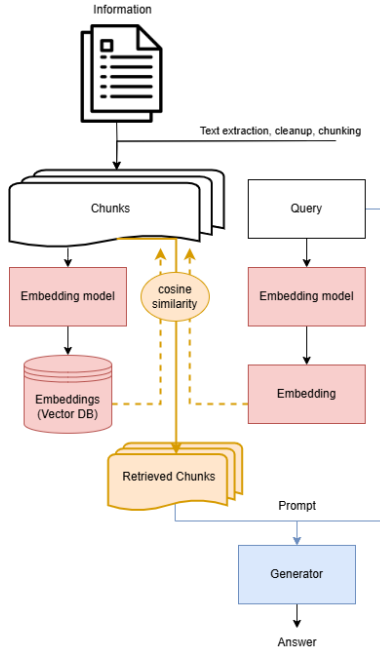 Information
Text extraction, cleanup, chunking
Chunks
Query
Embedding model
cosine
similarity
Embedding model
Embeddings
(Vector DB)
Embedding
Retrieved Chunks
Prompt
Generator
Answer